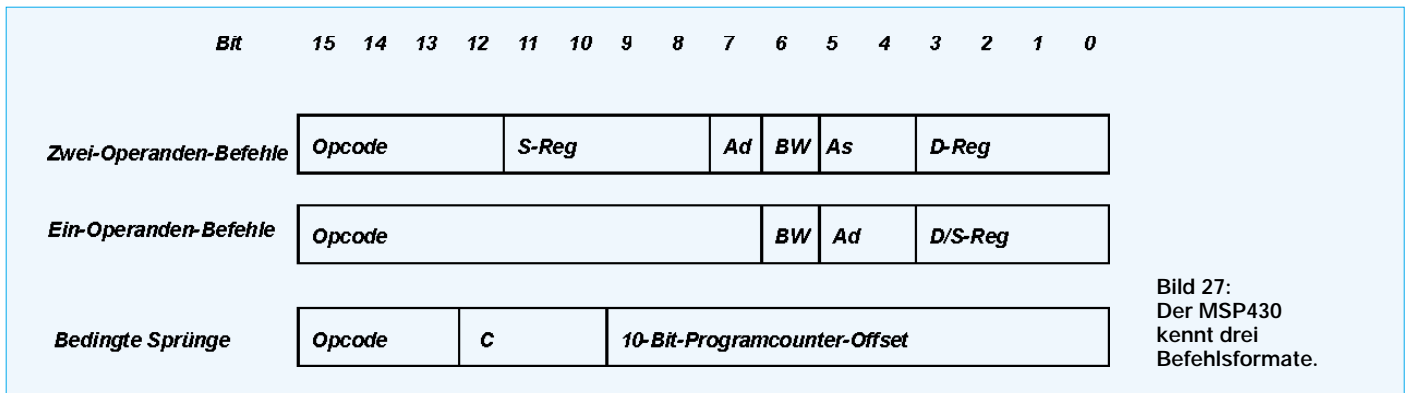 Bit 15 14 13 12 11 10 9 8 7 6 5 4 3 2 1 0
Zwei-Operanden-Befehle Opcode S-Reg Ad BW As D-Reg
Ein-Operanden-Befehle Opcode BW Ad D/S-Reg
Bedingte Sprünge Opcode C 10-Bit-Programcounter-Offset
Bild 27:
Der MSP430
kennt drei
Befehlsformate.